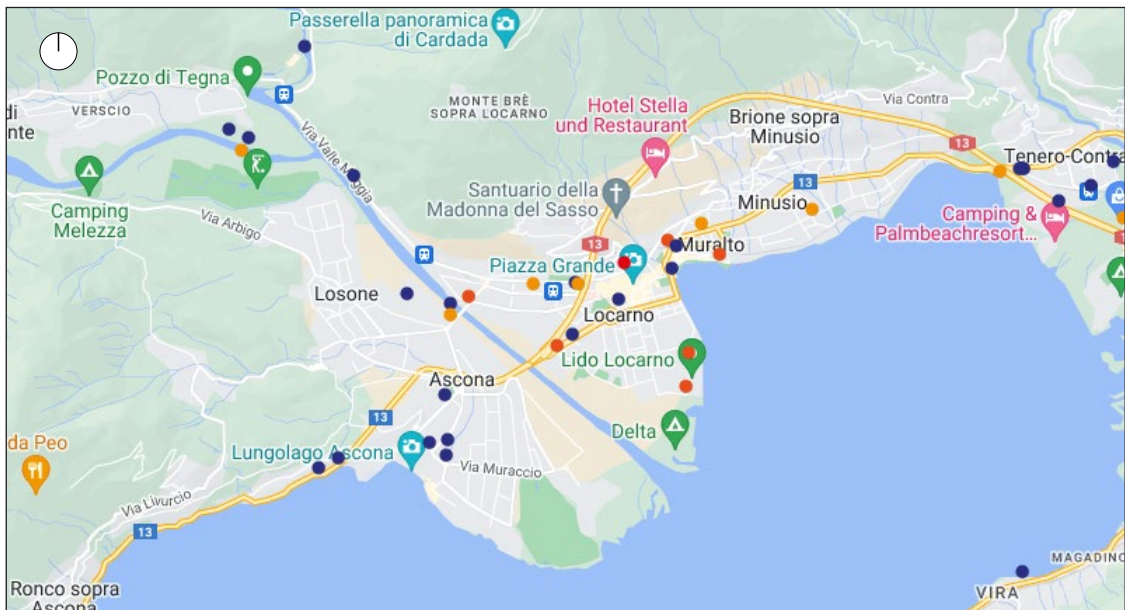 Passerella panoramica
di Cardada
Pozzo di Tegna
VERSCIO
di
nte
MONTE BRÈ
SOPRA LOCARNO
Via Contra
Hotel Stella
und Restaurant
Brione sopra
Minusio
13
Tenero-Contra
Via Valle Maggia
Camping
Melezza
Santuario della
Madonna del Sasso
13
Minusio
Camping &
Palmbeachresort...
Via Arbigo
13
13
Muralto
Piazza Grande
Losone
Locarno
Lido Locarno
Ascona
13
Delta
da Peo
Lungolago Ascona
Via Muraccio
Via Livurcio
13
MAGADINO
Ronco sopra
Ascona
VIRA